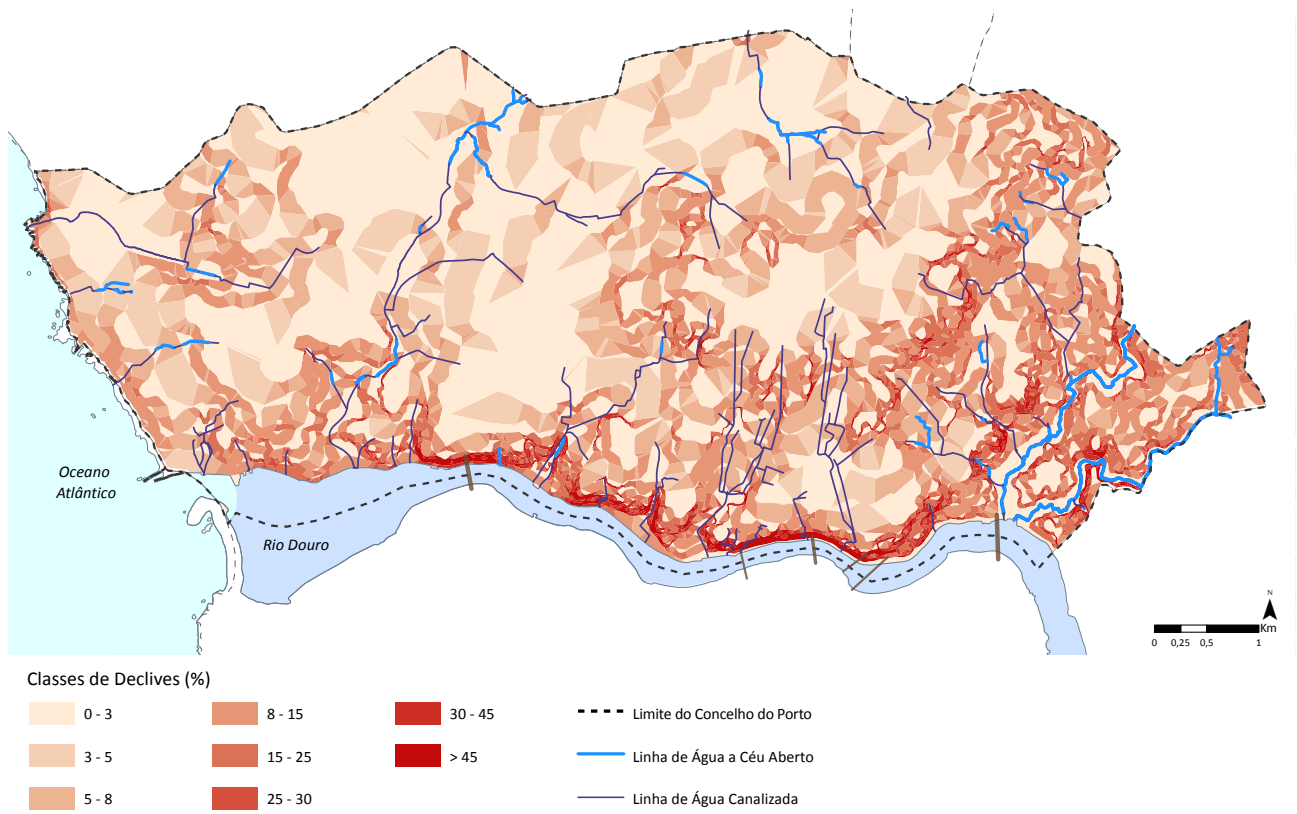 Oceano
Atlântico
Rio Douro
N
Km
0 0,25 0,5 1
Classes de Declives (%)
0 - 3
8 - 15
30 - 45
Limite do Concelho do Porto
3 - 5
15 - 25
> 45
Linha de Água a Céu Aberto
5 - 8
25 - 30
Linha de Água Canalizada